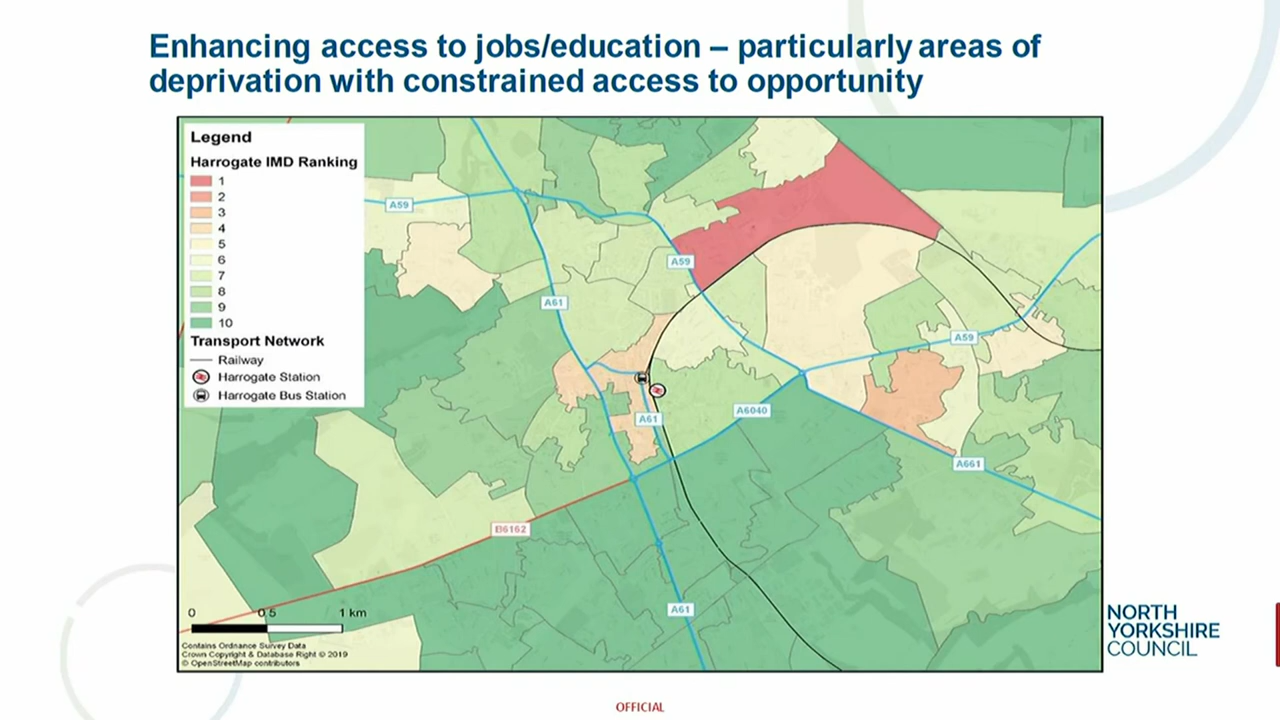 Enhancing access to jobs/education – particularly areas of
deprivation with constrained access to opportunity
Legend
Harrogate IMD Ranking
1
2
3
4
5
6
7
8
9
10
Transport Network
Railway
Harrogate Station
Harrogate Bus Station
A59
A59
A61
A59
A61
A6040
A661
B6162
A61
0 0.5 1 km
Contains Ordnance Survey Data
Crown Copyright & Database Right © 2019
© OpenStreetMap contributors
NORTH
YORKSHIRE
COUNCIL
OFFICIAL